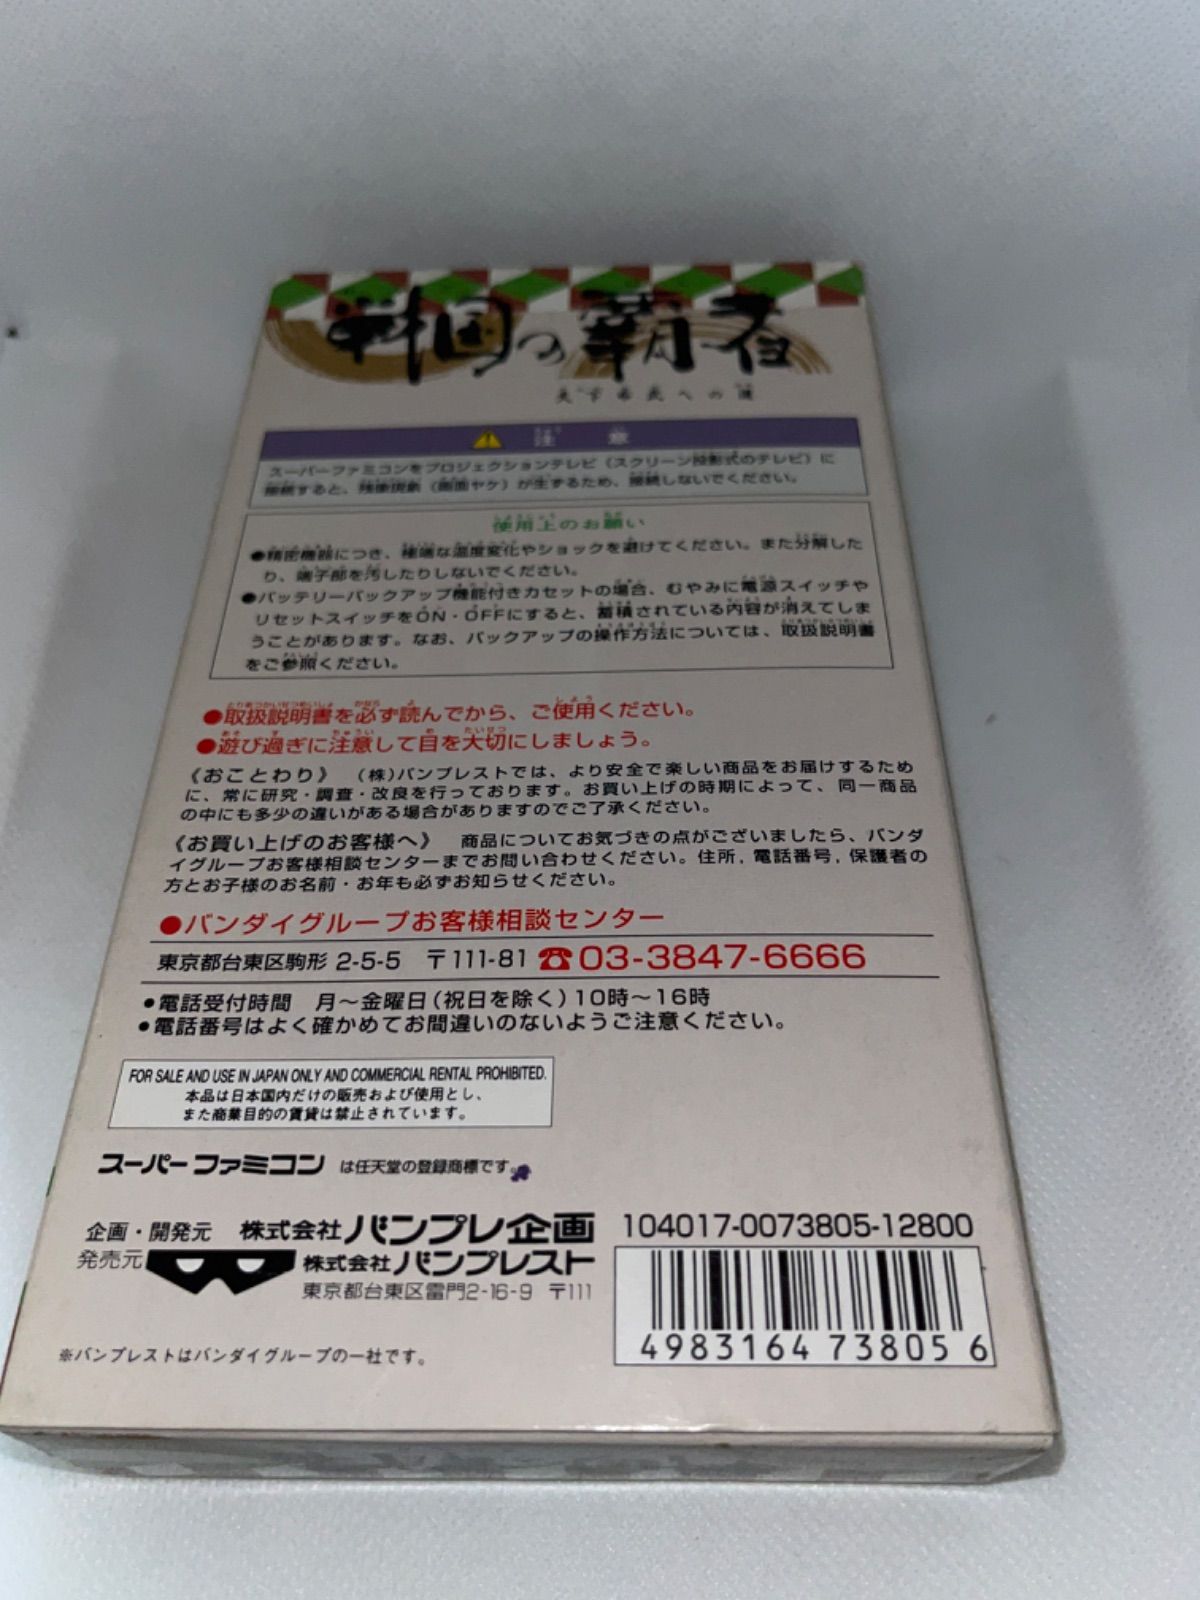 戦国の覇者
天下布武への道
注意
スーパーファミコンをプロジェクションテレビ（スクリーン投影式のテレビ）に
接続すると、残像現象（画面ヤケ）が生ずるため、接続しないでください。
使用上のお願い
●精密機器につき、極端な温度変化やショックを避けてください。また分解した
り、端子部を汚したりしないでください。
●バッテリーバックアップ機能付きカセットの場合、むやみに電源スイッチや
リセットスイッチをON・OFFにすると、蓄積されている内容が消えてしま
うことがあります。なお、バックアップの操作方法については、取扱説明書
をご参照ください。
●取扱説明書を必ず読んでから、ご使用ください。
●遊び過ぎに注意して目を大切にしましょう。
《おことわり》 （株）バンプレストでは、より安全で楽しい商品をお届けするため
に、常に研究・調査・改良を行っております。お買い上げの時期によって、同一商品
の中にも多少の違いがある場合がありますのでご了承ください。
《お買い上げのお客様へ》 商品についてお気づきの点がございましたら、バンダ
イグループお客様相談センターまでお問い合わせください。住所，電話番号，保護者の
方とお子様のお名前・お年も必ずお知らせください。
●バンダイグループお客様相談センター
東京都台東区駒形 2-5-5 〒111-81 ☎03-3847-6666
●電話受付時間 月～金曜日（祝日を除く）10時～16時
●電話番号はよく確かめてお間違いのないようご注意ください。
FOR SALE AND USE IN JAPAN ONLY AND COMMERCIAL RENTAL PROHIBITED.
本品は日本国内だけの販売および使用とし、
また商業目的の賃貸は禁止されています。
スーパーファミコン は任天堂の登録商標です。
企画・開発元 株式会社バンプレ企画 104017-0073805-12800
発売元 株式会社バンプレスト
東京都台東区雷門2-16-9 〒111
4983164738056
※バンプレストはバンダイグループの一社です。